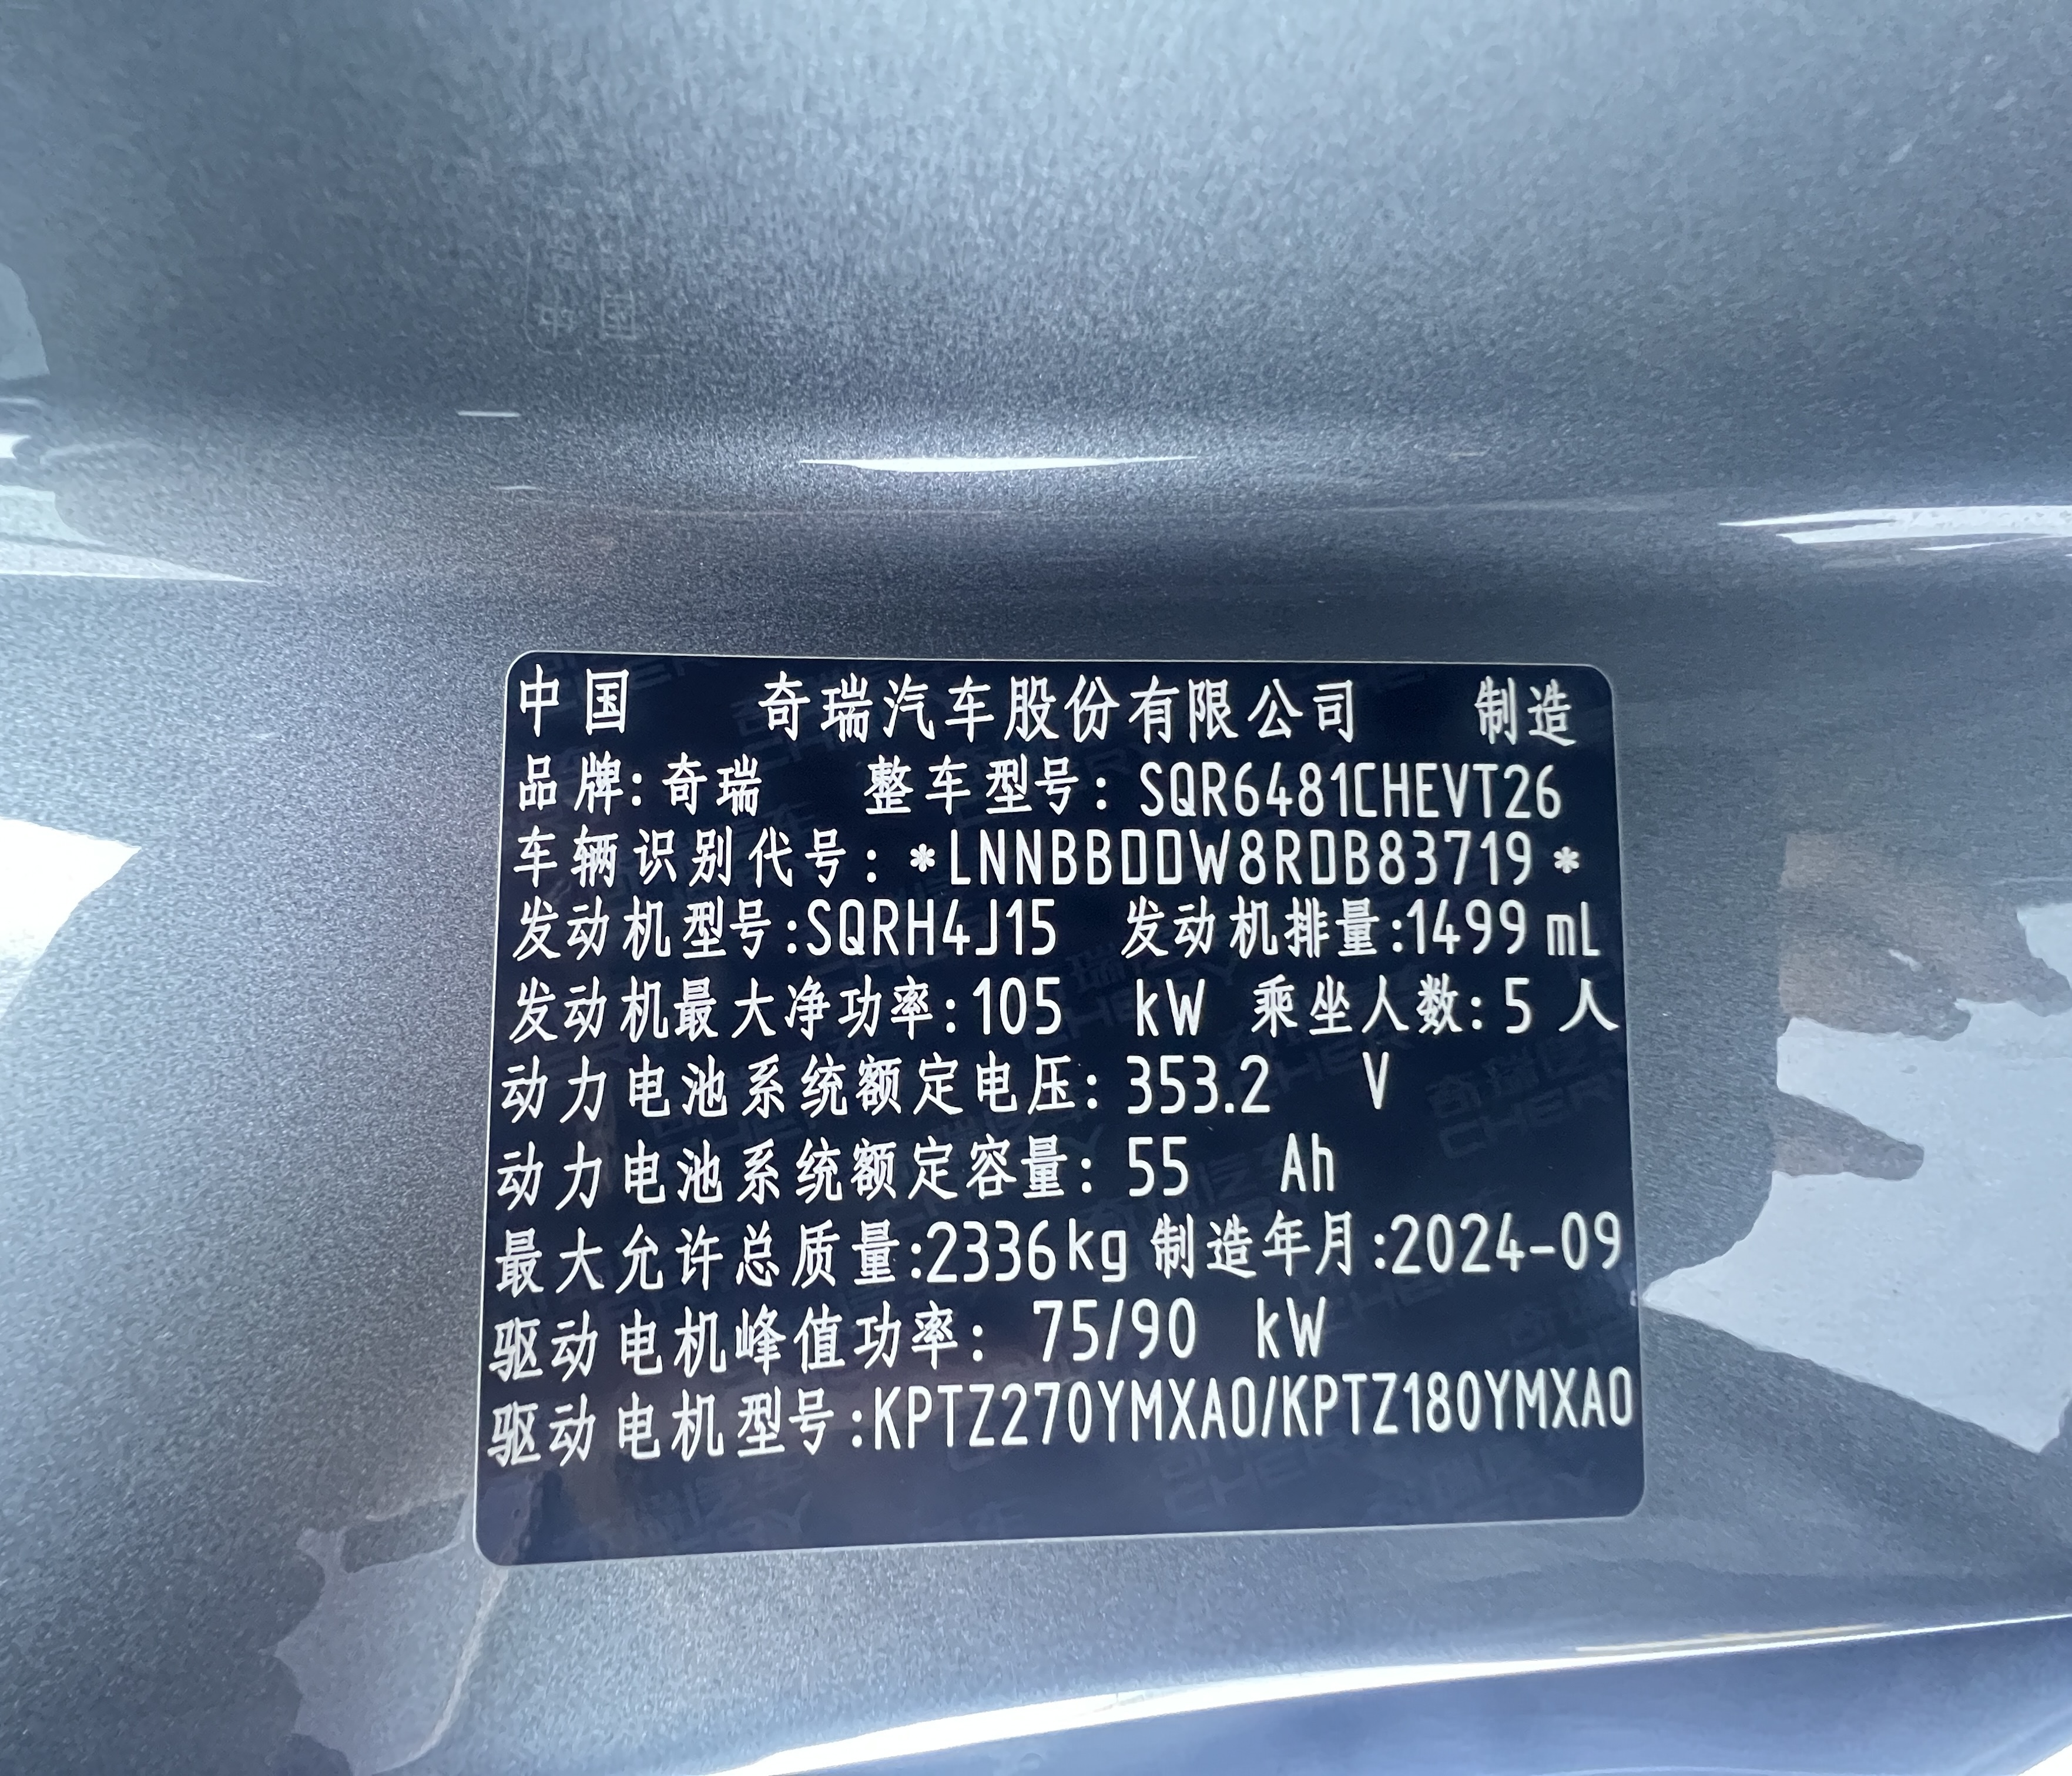 中国 奇瑞汽车股份有限公司 制造
品牌:奇瑞 整车型号:SQR6481CHEVT26
车辆识别代号:*LNNBBDDW8RDB83719*
发动机型号:SQRH4J15 发动机排量:1499 mL
发动机最大净功率:105 kW 乘坐人数:5 人
动力电池系统额定电压:353.2 V
动力电池系统额定容量:55 Ah
最大允许总质量:2336kg 制造年月:2024-09
驱动电机峰值功率: 75/90 kW
驱动电机型号:KPTZ270YMXA0/KPTZ180YMXA0